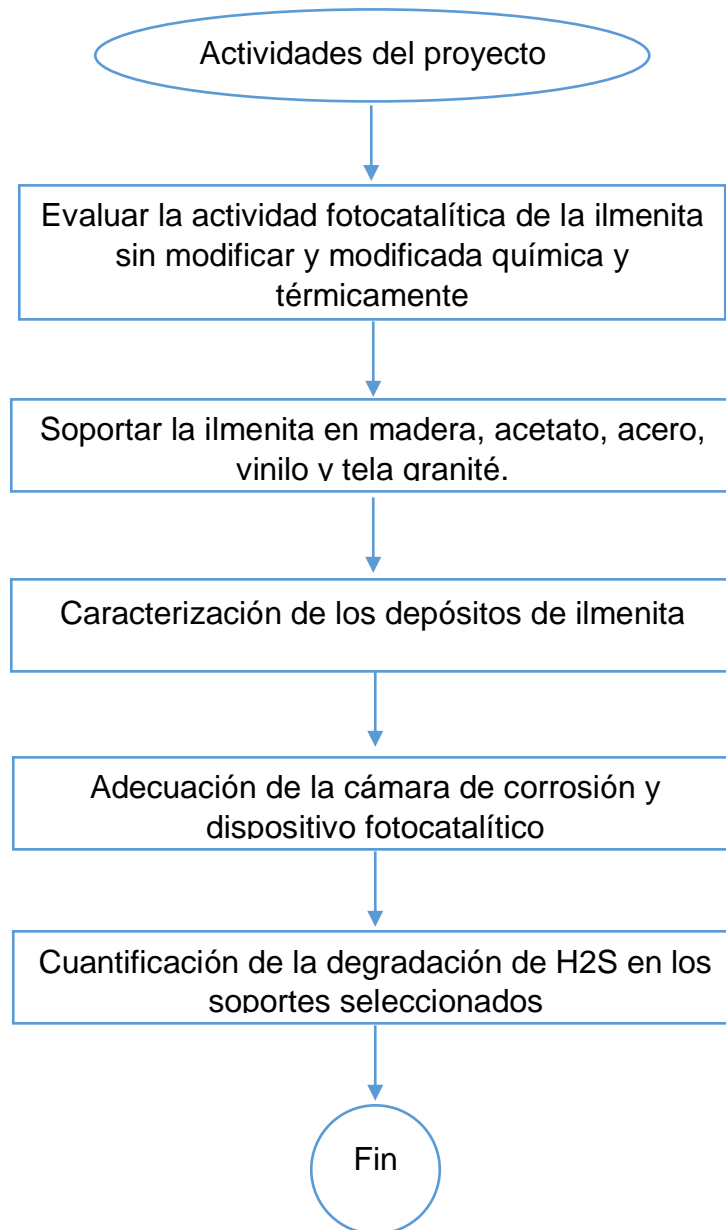 Actividades del proyecto
Evaluar la actividad fotocatalítica de la ilmenita
sin modificar y modificada química y
térmicamente
Soportar la ilmenita en madera, acetato, acero,
vinilo y tela granité.
Caracterización de los depósitos de ilmenita
Adecuación de la cámara de corrosión y
dispositivo fotocatalítico
Cuantificación de la degradación de H2S en los
soportes seleccionados
Fin